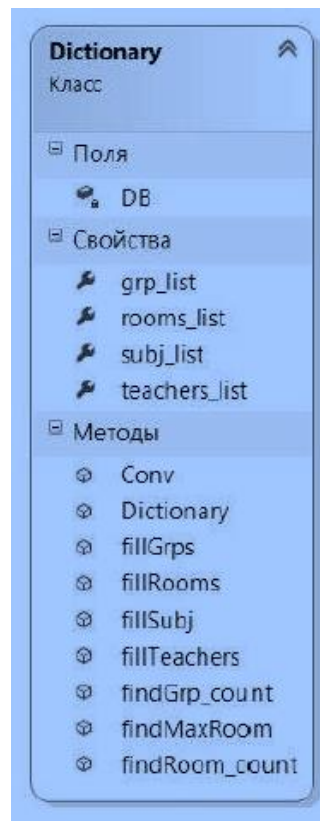 Dictionary
Класс
Поля
DB
Свойства
grp_list
rooms_list
subj_list
teachers_list
Методы
Conv
Dictionary
fillGrps
fillRooms
fillSubj
fillTeachers
findGrp_count
findMaxRoom
findRoom_count